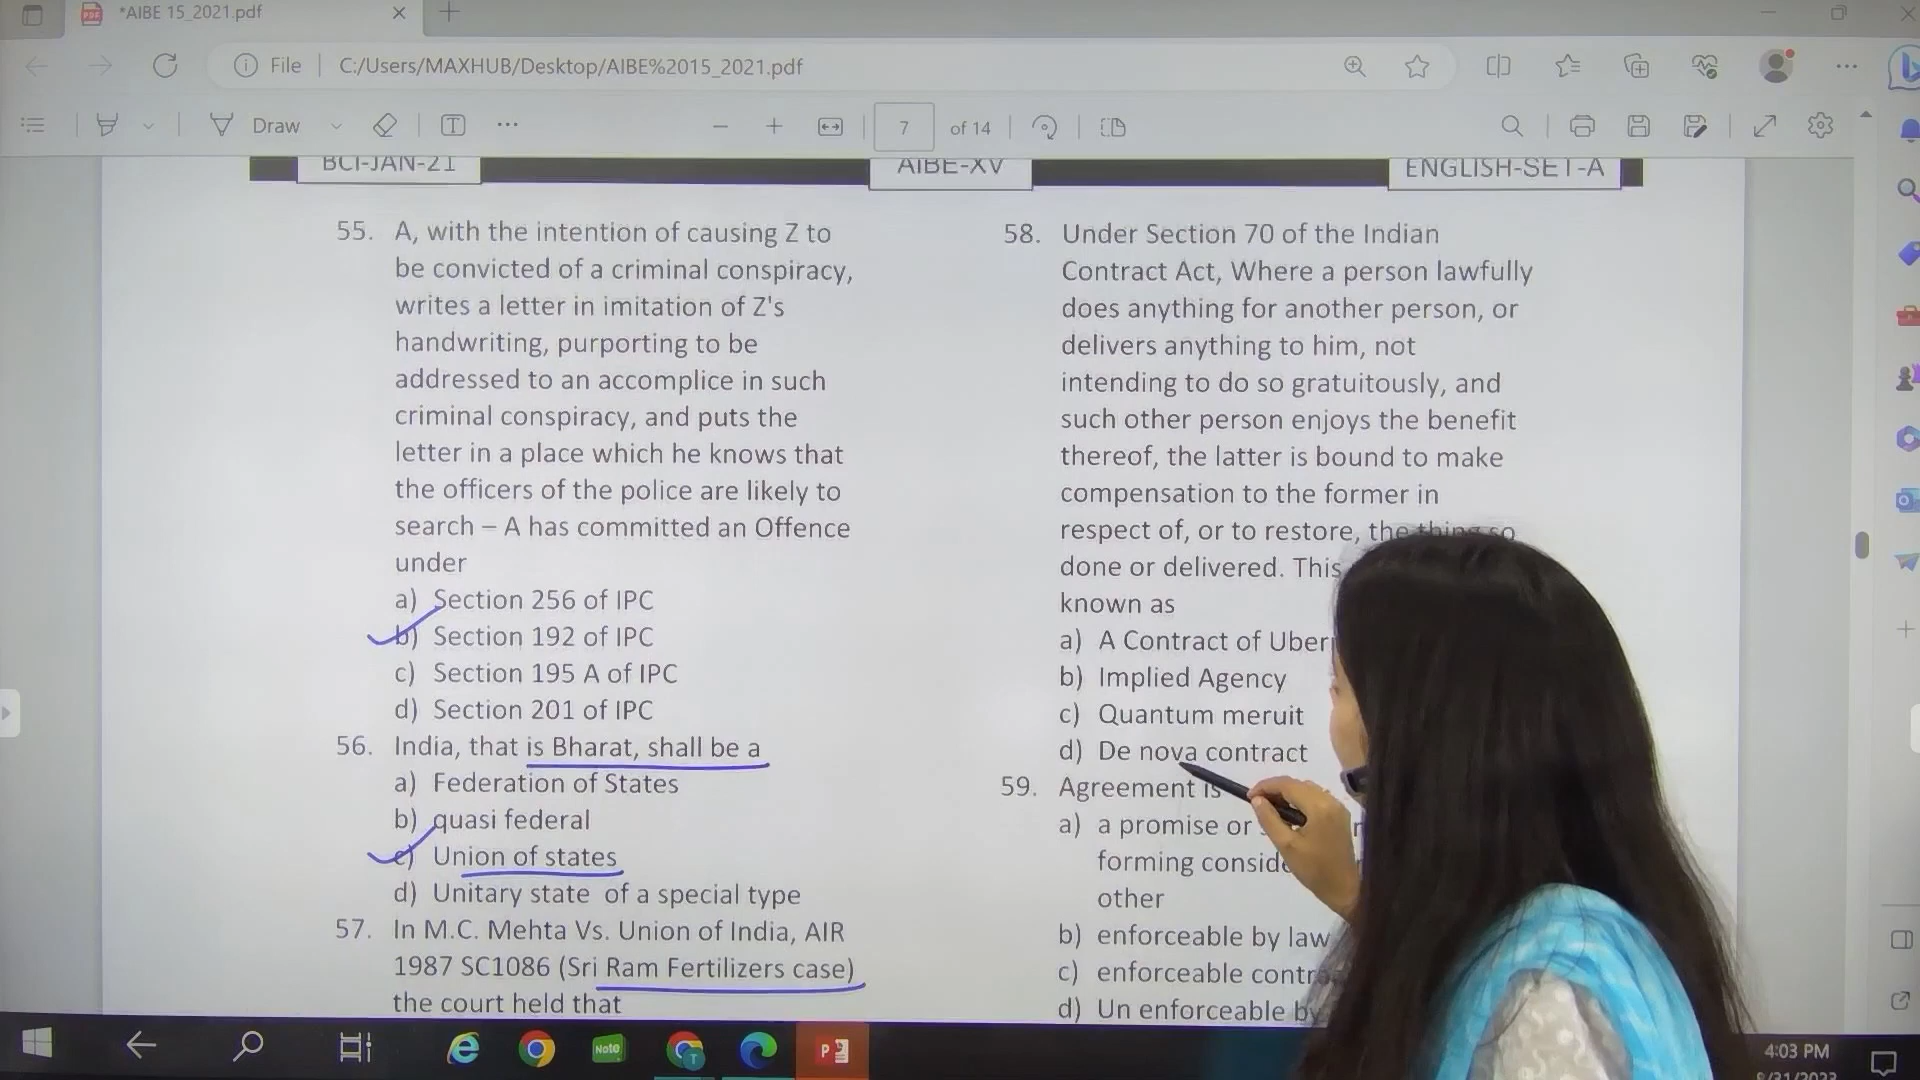 *AIBE 15_2021.pdf
File
C:/Users/MAXHUB/Desktop/AIBE%2015_2021.pdf
Draw
7
of 14
BCI-JAN-21
AIBE-XV
ENGLISH-SET-A
55. A, with the intention of causing Z to
be convicted of a criminal conspiracy,
writes a letter in imitation of Z's
handwriting, purporting to be
addressed to an accomplice in such
criminal conspiracy, and puts the
letter in a place which he knows that
the officers of the police are likely to
search – A has committed an Offence
under
a) Section 256 of IPC
b) Section 192 of IPC
c) Section 195 A of IPC
d) Section 201 of IPC
56. India, that is Bharat, shall be a
a) Federation of States
b) quasi federal
c) Union of states
d) Unitary state of a special type
57. In M.C. Mehta Vs. Union of India, AIR
1987 SC1086 (Sri Ram Fertilizers case)
the court held that
58. Under Section 70 of the Indian
Contract Act, Where a person lawfully
does anything for another person, or
delivers anything to him, not
intending to do so gratuitously, and
such other person enjoys the benefit
thereof, the latter is bound to make
compensation to the former in
respect of, or to restore, the thing so
done or delivered. This
known as
a) A Contract of
b) Implied Agency
c) Quantum meruit
d) De nova contract
59. Agreement is
a) a promise or
forming
other
b) enforceable by law
c) enforceable
d) Un enforceable by
Note
4:03 PM